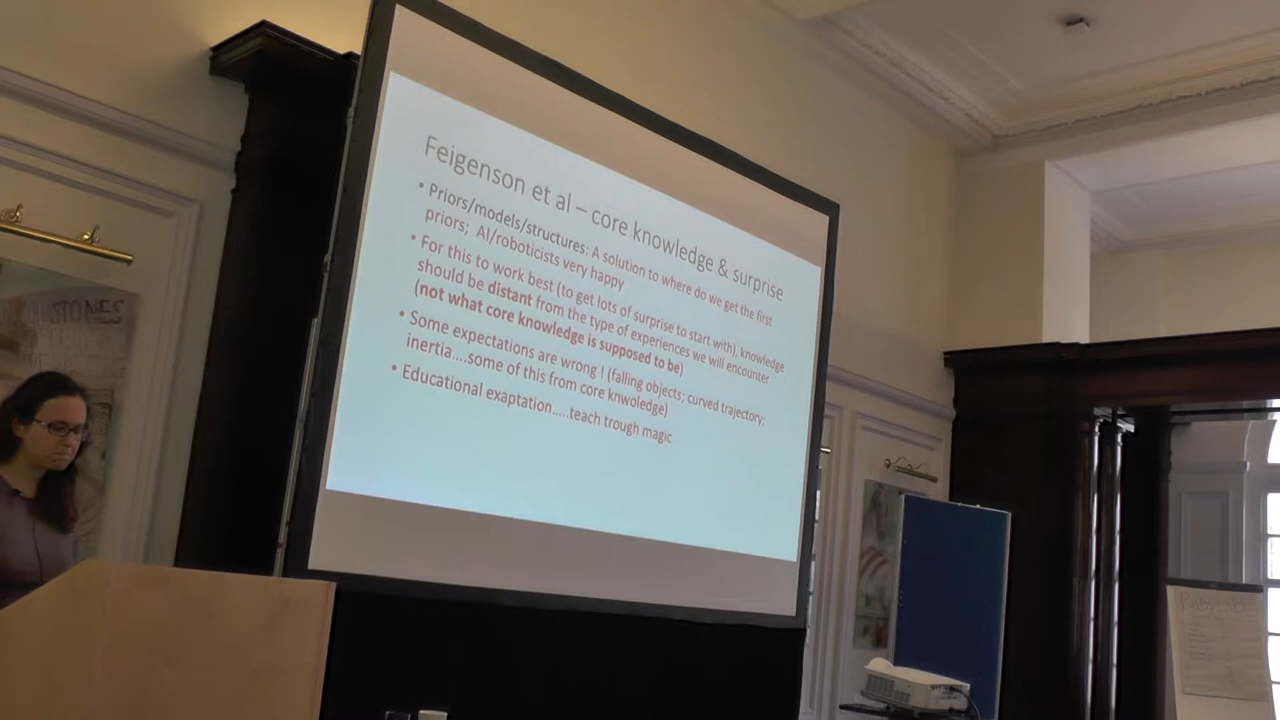 Feigenson et al – core knowledge & surprise
• Priors/models/structures: A solution to where do we get the first
priors; AI/roboticists very happy
• For this to work best (to get lots of surprise to start with), knowledge
should be distant from the type of experiences we will encounter
(not what core knowledge is supposed to be)
• Some expectations are wrong ! (falling objects; curved trajectory;
inertia....some of this from core knwoledge)
• Educational exaptation.....teach trough magic
STONES